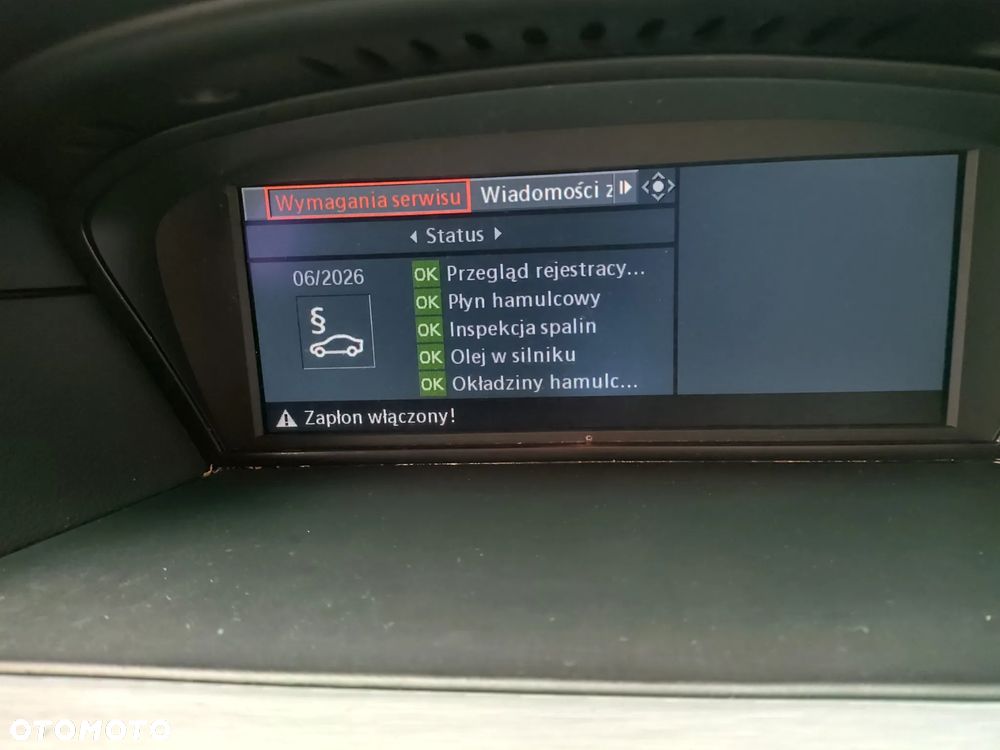 Wymagania serwisu Wiadomości z
Status
06/2026
§
OK Przegląd rejestracy...
OK Płyn hamulcowy
OK Inspekcja spalin
OK Olej w silniku
OK Okładziny hamulc...
Zapłon włączony!
OTOMOTO